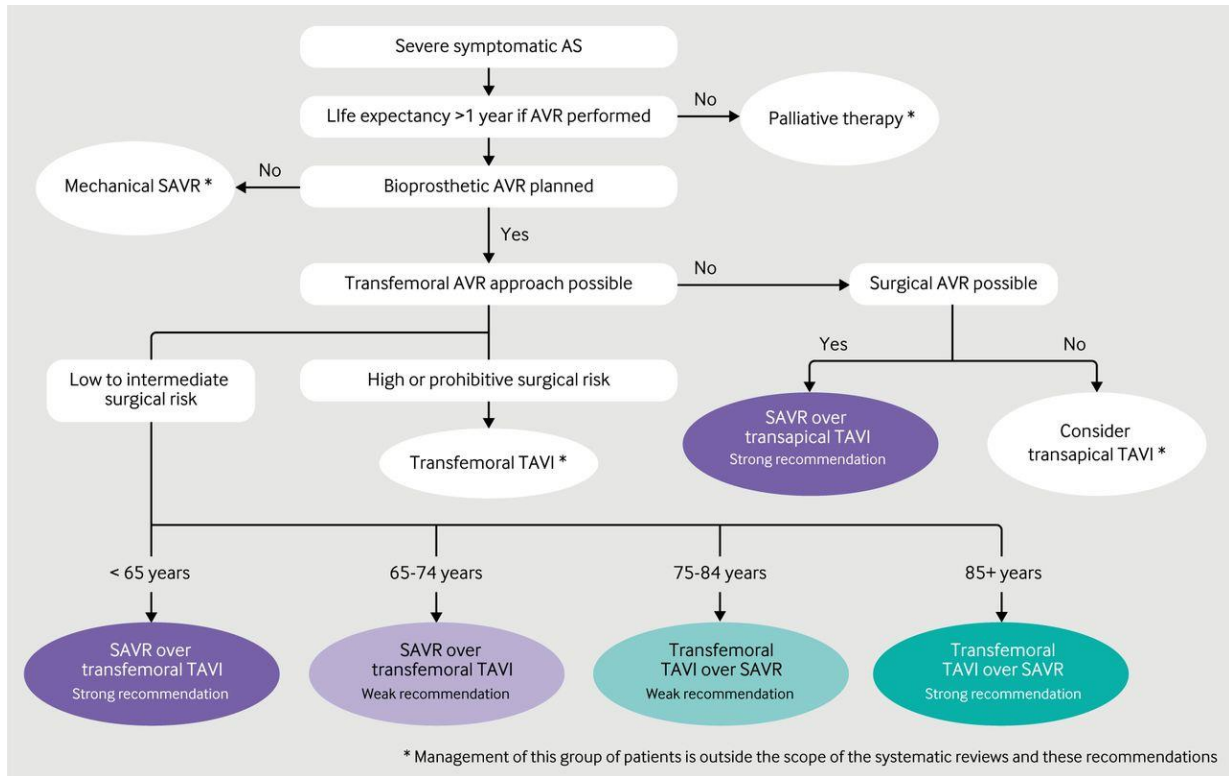 Severe symptomatic AS
LIfe expectancy >1 year if AVR performed
No
Palliative therapy *
Mechanical SAVR *
No
Bioprosthetic AVR planned
Yes
Transfemoral AVR approach possible
No
Surgical AVR possible
Low to intermediate
surgical risk
High or prohibitive surgical risk
Transfemoral TAVI *
Yes
No
SAVR over
transapical TAVI
Strong recommendation
Consider
transapical TAVI *
< 65 years
65-74 years
75-84 years
85+ years
SAVR over
transfemoral TAVI
Strong recommendation
SAVR over
transfemoral TAVI
Weak recommendation
Transfemoral
TAVI over SAVR
Weak recommendation
Transfemoral
TAVI over SAVR
Strong recommendation
* Management of this group of patients is outside the scope of the systematic reviews and these recommendations